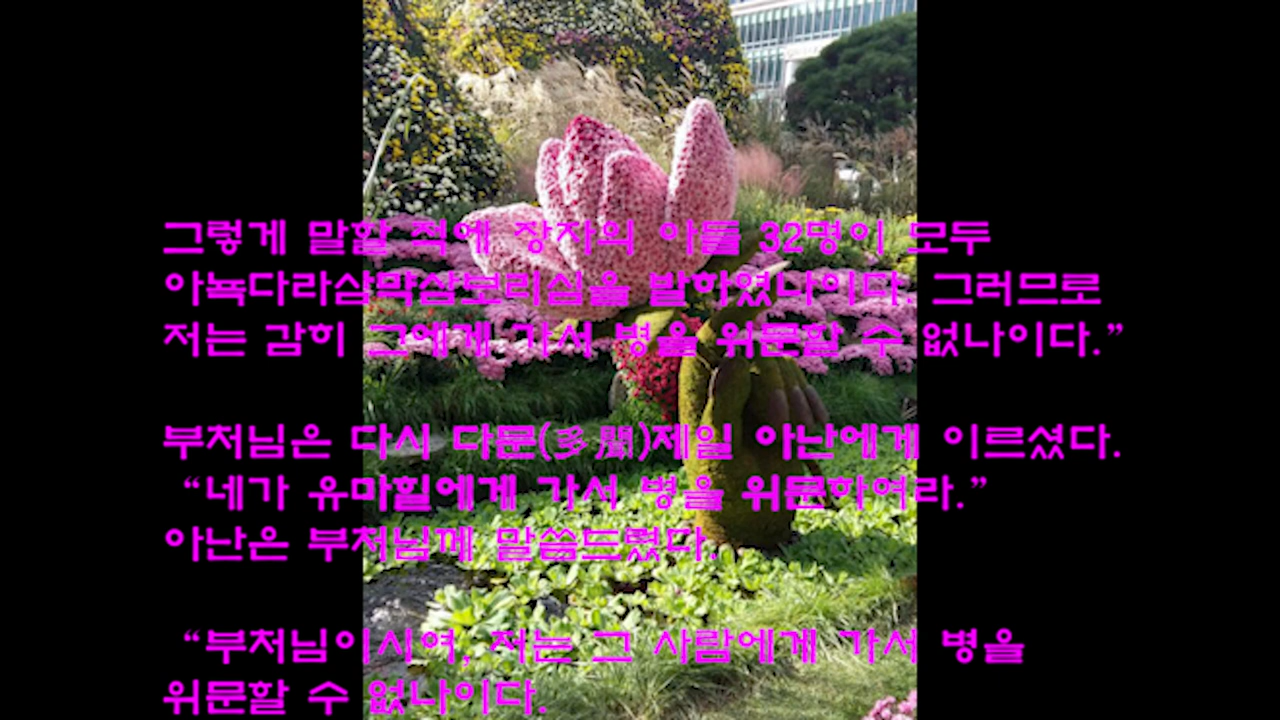 그렇게 말할 적에 장자의 아들 32명이 모두
아뇩다라삼먁삼보리심을 발하였나이다. 그러므로
저는 감히 그에게 가서 병을 위문할 수 없나이다.”
부처님은 다시 다문(多聞)제일 아난에게 이르셨다.
“네가 유마힐에게 가서 병을 위문하여라.”
아난은 부처님께 말씀드렸다.
“부처님이시여, 저는 그 사람에게 가서 병을
위문할 수 없나이다.